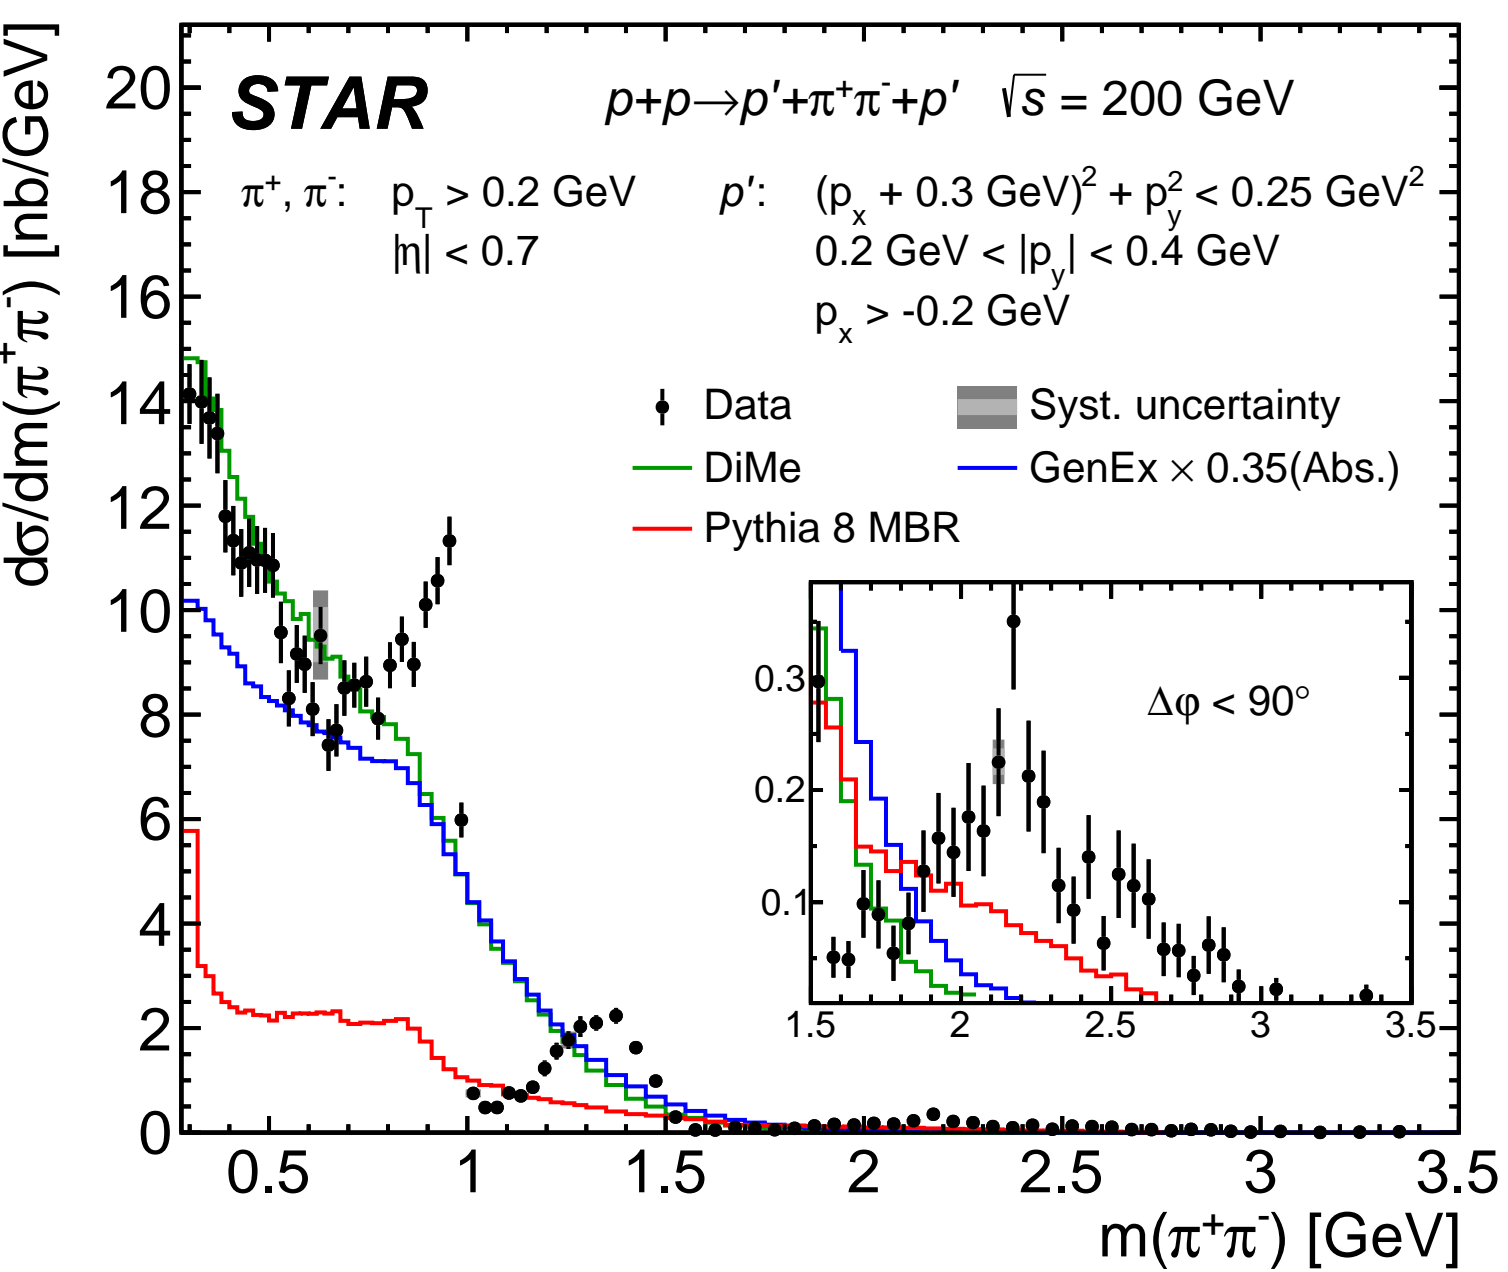 dσ/dm(π⁺π⁻) [nb/GeV]
20
18
16
14
12
10
8
6
4
2
0
STAR p+p→p′+π⁺π⁻+p′ √s = 200 GeV
π⁺, π⁻: p_T > 0.2 GeV p′: (p_x + 0.3 GeV)² + p_y² < 0.25 GeV²
|η| < 0.7 0.2 GeV < |p_y| < 0.4 GeV
p_x > -0.2 GeV
Data Syst. uncertainty
DiMe GenEx × 0.35(Abs.)
Pythia 8 MBR
Δφ < 90°
0.3
0.2
0.1
1.5 2 2.5 3 3.5
0.5 1 1.5 2 2.5 3 3.5
m(π⁺π⁻) [GeV]